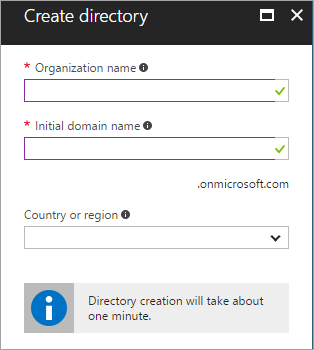 Create directory
* Organization name
* Initial domain name
.onmicrosoft.com
Country or region
Directory creation will take about
one minute.